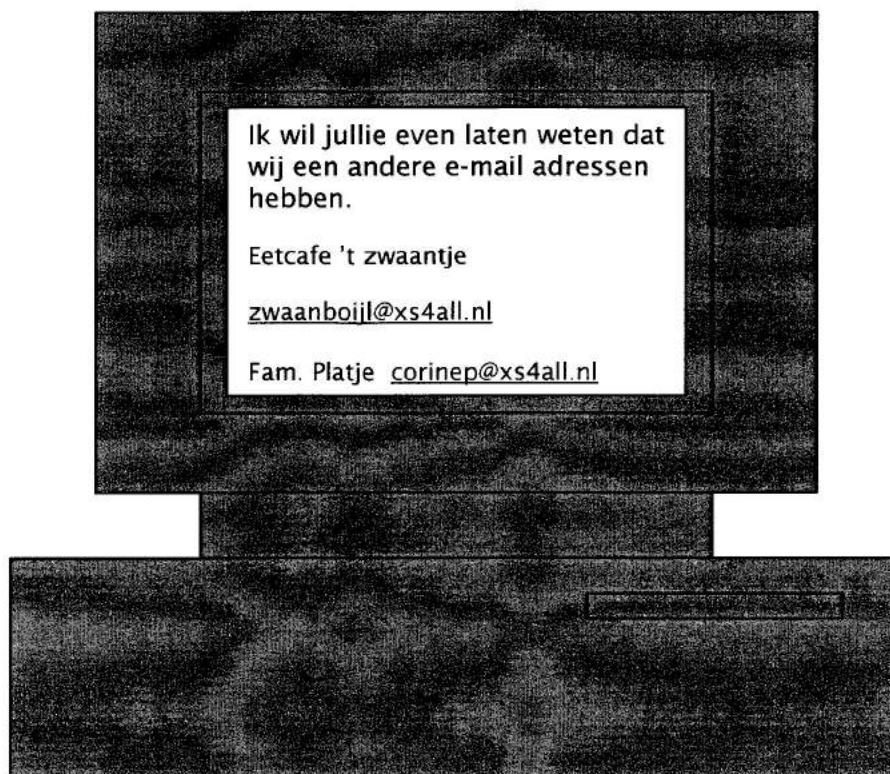 Ik wil jullie even laten weten dat
wij een andere e-mail adressen
hebben.
Eetcafe 't zwaantje
zwaanboijl@xs4all.nl
Fam. Platje corinep@xs4all.nl